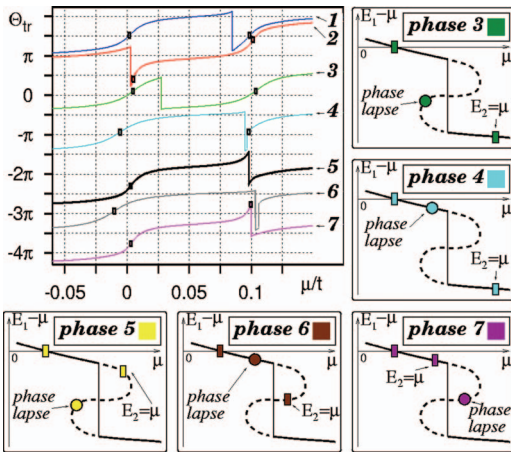 Θtr
π
0
-π
-2π
-3π
-4π
-0.05
0
0.05
0.1
μ/t
1
2
3
4
5
6
7
E₁-μ
phase 3
μ
0
phase
lapse
E₂=μ
E₁-μ
phase 4
μ
0
phase
lapse
E₂=μ
E₁-μ
phase 5
μ
0
phase
lapse
E₂=μ
E₁-μ
phase 6
μ
0
phase
lapse
E₂=μ
E₁-μ
phase 7
μ
0
E₂=μ
phase
lapse